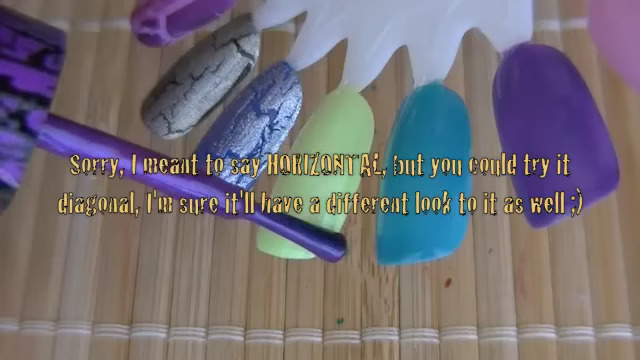 Sorry, I meant to say HORIZONTAL, but you could try it
diagonal, I'm sure it'll have a different look to it as well ;)